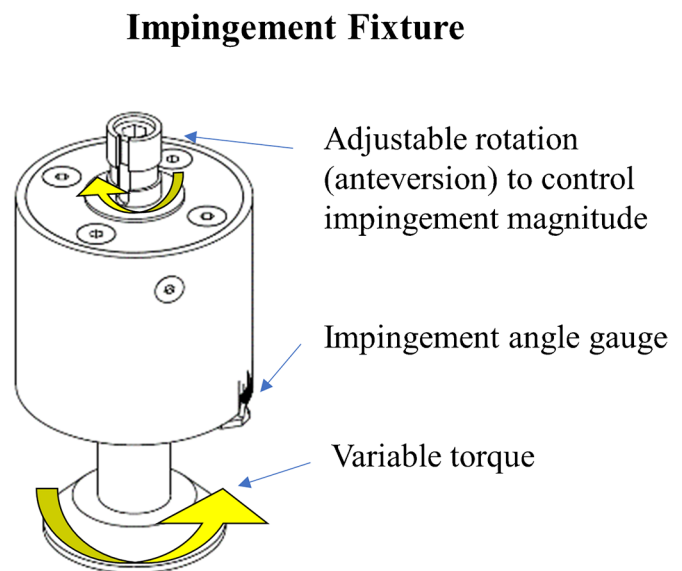 Impingement Fixture
Adjustable rotation
(anteversion) to control
impingement magnitude
Impingement angle gauge
Variable torque